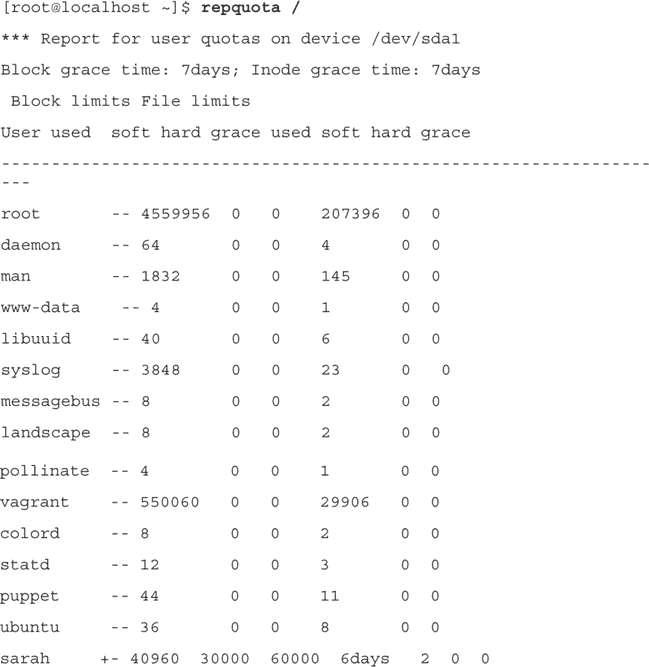 [root@localhost ~]$ repquota /
*** Report for user quotas on device /dev/sda1
Block grace time: 7days; Inode grace time: 7days
Block limits File limits
User used soft hard grace used soft hard grace
-----------------------------------------------------------------
---
root -- 4559956 0 0 207396 0 0
daemon -- 64 0 0 4 0 0
man -- 1832 0 0 145 0 0
www-data -- 4 0 0 1 0 0
libuuid -- 40 0 0 6 0 0
syslog -- 3848 0 0 23 0 0
messagebus -- 8 0 0 2 0 0
landscape -- 8 0 0 2 0 0
pollinate -- 4 0 0 1 0 0
vagrant -- 550060 0 0 29906 0 0
colord -- 8 0 0 2 0 0
statd -- 12 0 0 3 0 0
puppet -- 44 0 0 11 0 0
ubuntu -- 36 0 0 8 0 0
sarah +- 40960 30000 60000 6days 2 0 0